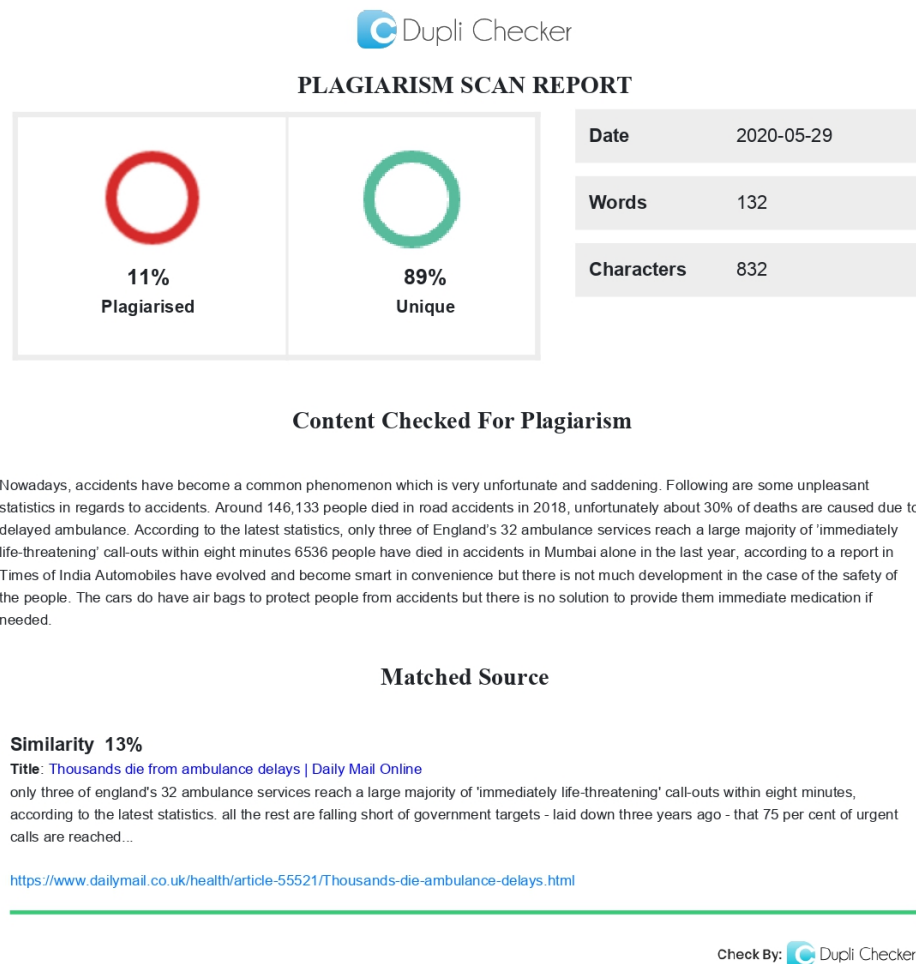 Dupli Checker
PLAGIARISM SCAN REPORT
11%
Plagiarised
89%
Unique
Date 2020-05-29
Words 132
Characters 832
Content Checked For Plagiarism
Nowadays, accidents have become a common phenomenon which is very unfortunate and saddening. Following are some unpleasant
statistics in regards to accidents. Around 146,133 people died in road accidents in 2018, unfortunately about 30% of deaths are caused due to
delayed ambulance. According to the latest statistics, only three of England's 32 ambulance services reach a large majority of 'immediately
life-threatening' call-outs within eight minutes 6536 people have died in accidents in Mumbai alone in the last year, according to a report in
Times of India Automobiles have evolved and become smart in convenience but there is not much development in the case of the safety of
the people. The cars do have air bags to protect people from accidents but there is no solution to provide them immediate medication if
needed.
Matched Source
Similarity 13%
Title: Thousands die from ambulance delays | Daily Mail Online
only three of england's 32 ambulance services reach a large majority of 'immediately life-threatening' call-outs within eight minutes,
according to the latest statistics. all the rest are falling short of government targets - laid down three years ago - that 75 per cent of urgent
calls are reached...
https://www.dailymail.co.uk/health/article-55521/Thousands-die-ambulance-delays.html
Check By: Dupli Checker